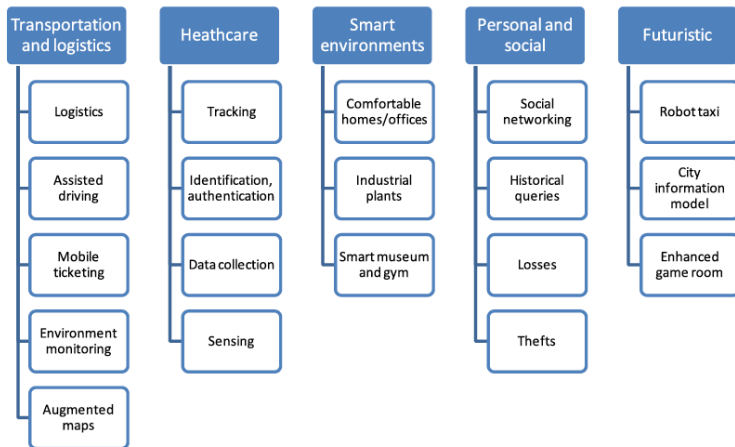 Transportation
and logistics
Logistics
Assisted
driving
Mobile
ticketing
Environment
monitoring
Augmented
maps
Heathcare
Tracking
Identification,
authentication
Data collection
Sensing
Smart
environments
Comfortable
homes/offices
Industrial
plants
Smart museum
and gym
Personal and
social
Social
networking
Historical
queries
Losses
Thefts
Futuristic
Robot taxi
City
information
model
Enhanced
game room